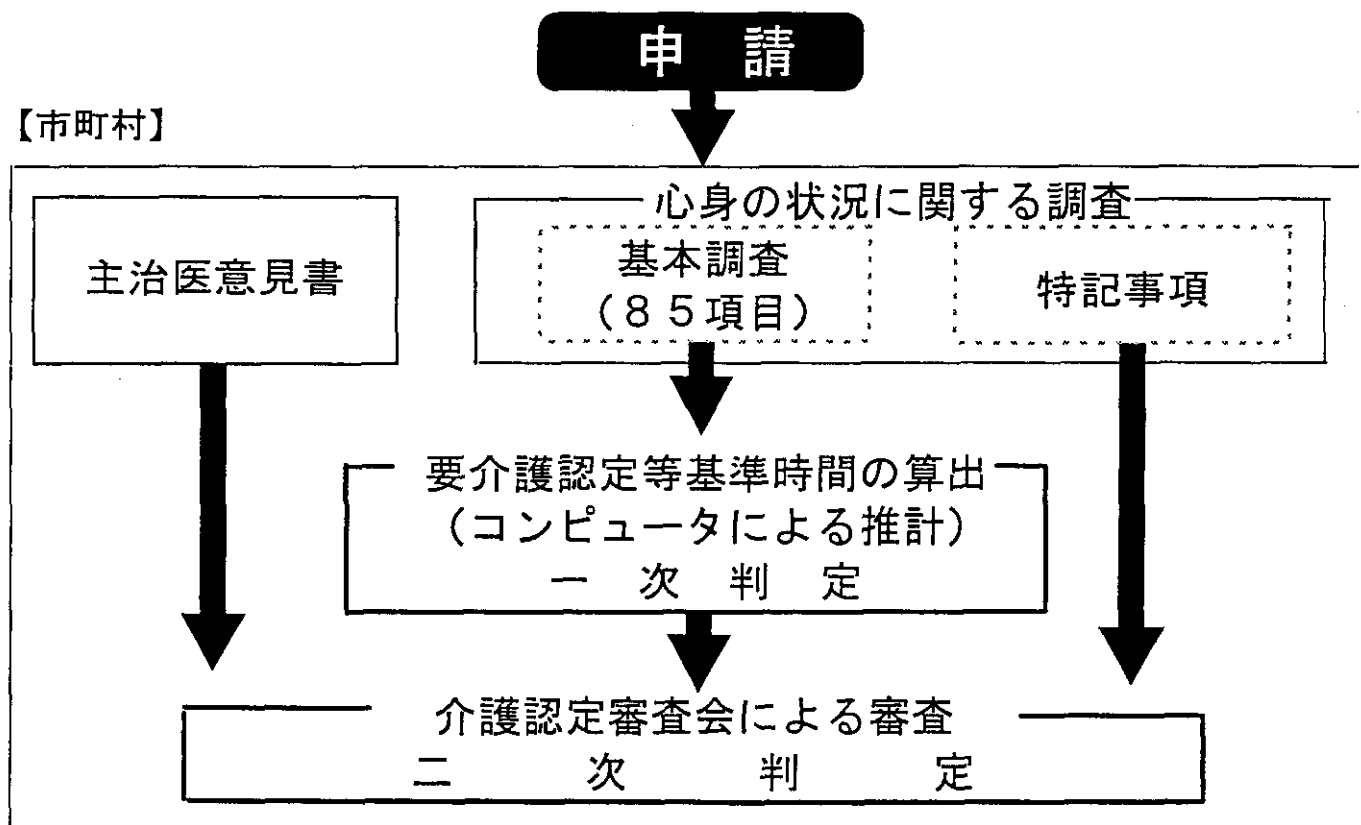 申 請
【市町村】
主治医意見書
心身の状況に関する調査
基本調査
（８５項目）
特記事項
要介護認定等基準時間の算出
（コンピュータによる推計）
一 次 判 定
介護認定審査会による審査
二 次 判 定